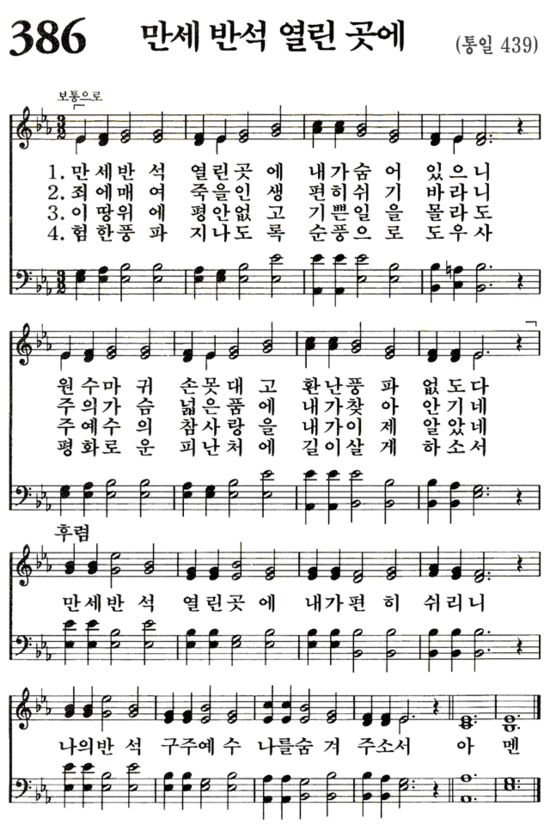 386 만세 반석 열린 곳에 (통일 439)
보통으로
1. 만세반 석 열린곳 에 내가숨 어 있으니
2. 죄에매 여 죽을인 생 편히쉬 기 바라니
3. 이땅위 에 평안없 고 기쁜일 을 몰라도
4. 험한풍 파 지나도 록 순풍으 로 도우사
원수마 귀 손못대 고 환난풍 파 없도다
주의가 슴 넓은품 에 내가찾 아 안기네
주예수 의 참사랑 을 내가이 제 알았네
평화로 운 피난처 에 길이살 게 하소서
후렴
만세반 석 열린곳 에 내가편 히 쉬리니
나의반 석 구주예 수 나를숨 겨 주소서 아 멘